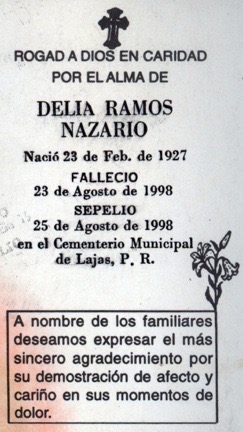 ROGAD A DIOS EN CARIDAD
POR EL ALMA DE
DELIA RAMOS
NAZARIO
Nació 23 de Feb. de 1927
FALLECIO
23 de Agosto de 1998
SEPELIO
25 de Agosto de 1998
en el Cementerio Municipal
de Lajas, P. R.
A nombre de los familiares
deseamos expresar el más
sincero agradecimiento por
su demostración de afecto y
cariño en sus momentos de
dolor.